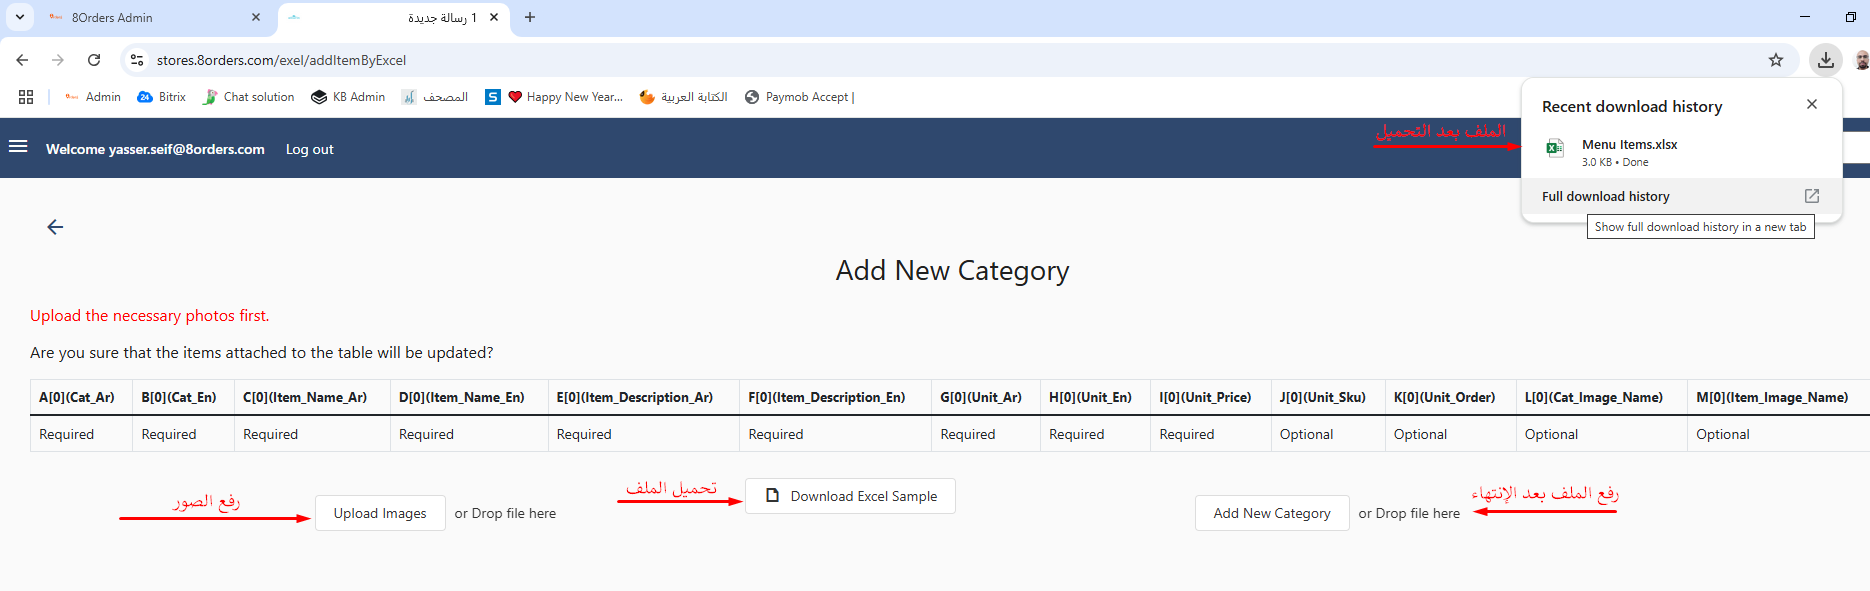 8Orders Admin
1 رسالة جديدة
stores.8orders.com/exel/addItemByExcel
Admin
24 Bitrix
Chat solution
KB Admin
المصحف
S Happy New Year...
الكتابة العربية
Paymob Accept |
Recent download history
Menu Items.xlsx
3.0 KB • Done
Full download history
Show full download history in a new tab
الملف بعد التحميل
Welcome yasser.seif@8orders.com
Log out
Add New Category
Upload the necessary photos first.
Are you sure that the items attached to the table will be updated?
A[0](Cat_Ar) B[0](Cat_En) C[0](Item_Name_Ar) D[0](Item_Name_En) E[0](Item_Description_Ar) F[0](Item_Description_En) G[0](Unit_Ar) H[0](Unit_En) I[0](Unit_Price) J[0](Unit_Sku) K[0](Unit_Order) L[0](Cat_Image_Name) M[0](Item_Image_Name)
Required Required Required Required Required Required Required Required Required Optional Optional Optional Optional
رفع الصور
Upload Images or Drop file here
تحميل الملف
Download Excel Sample
Add New Category or Drop file here
رفع الملف بعد الإنتهاء